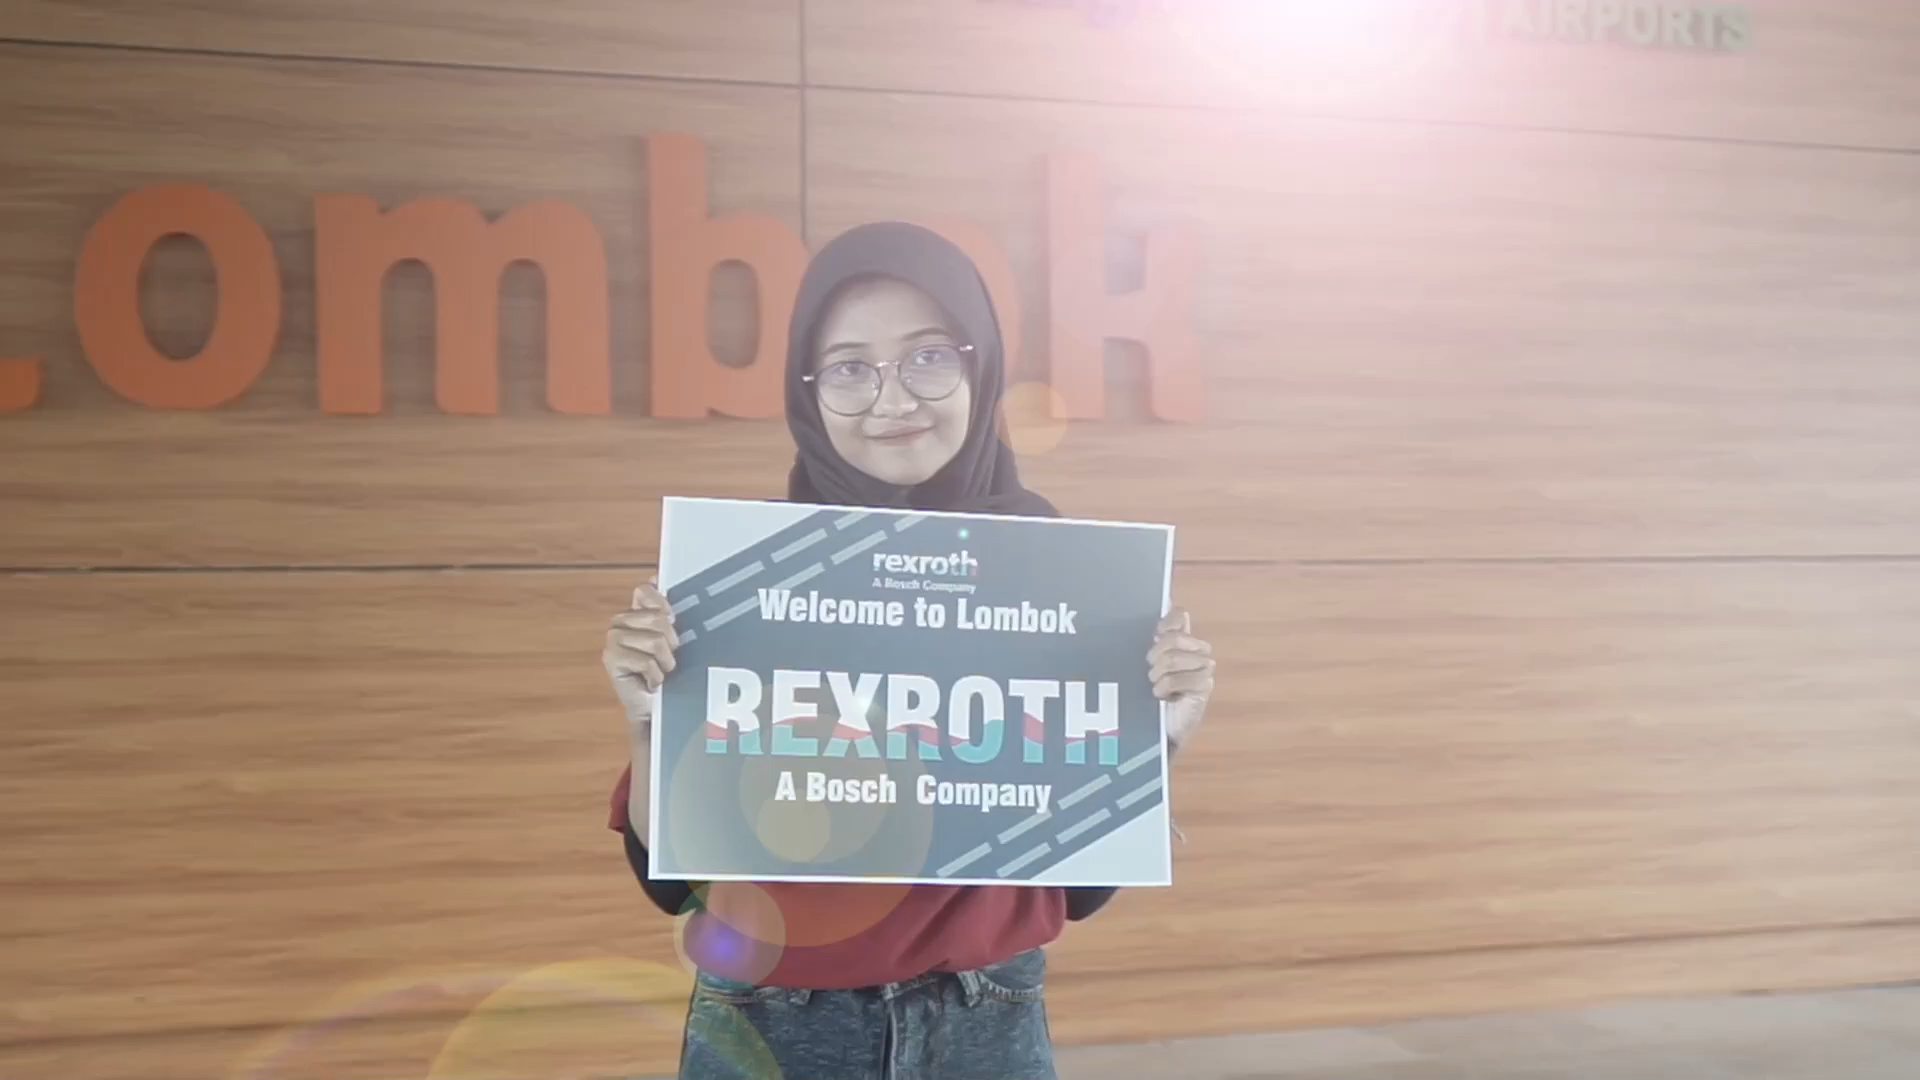 AIRPORTS
Lombok
rexroth
A Bosch Company
Welcome to Lombok
REXROTH
A Bosch Company